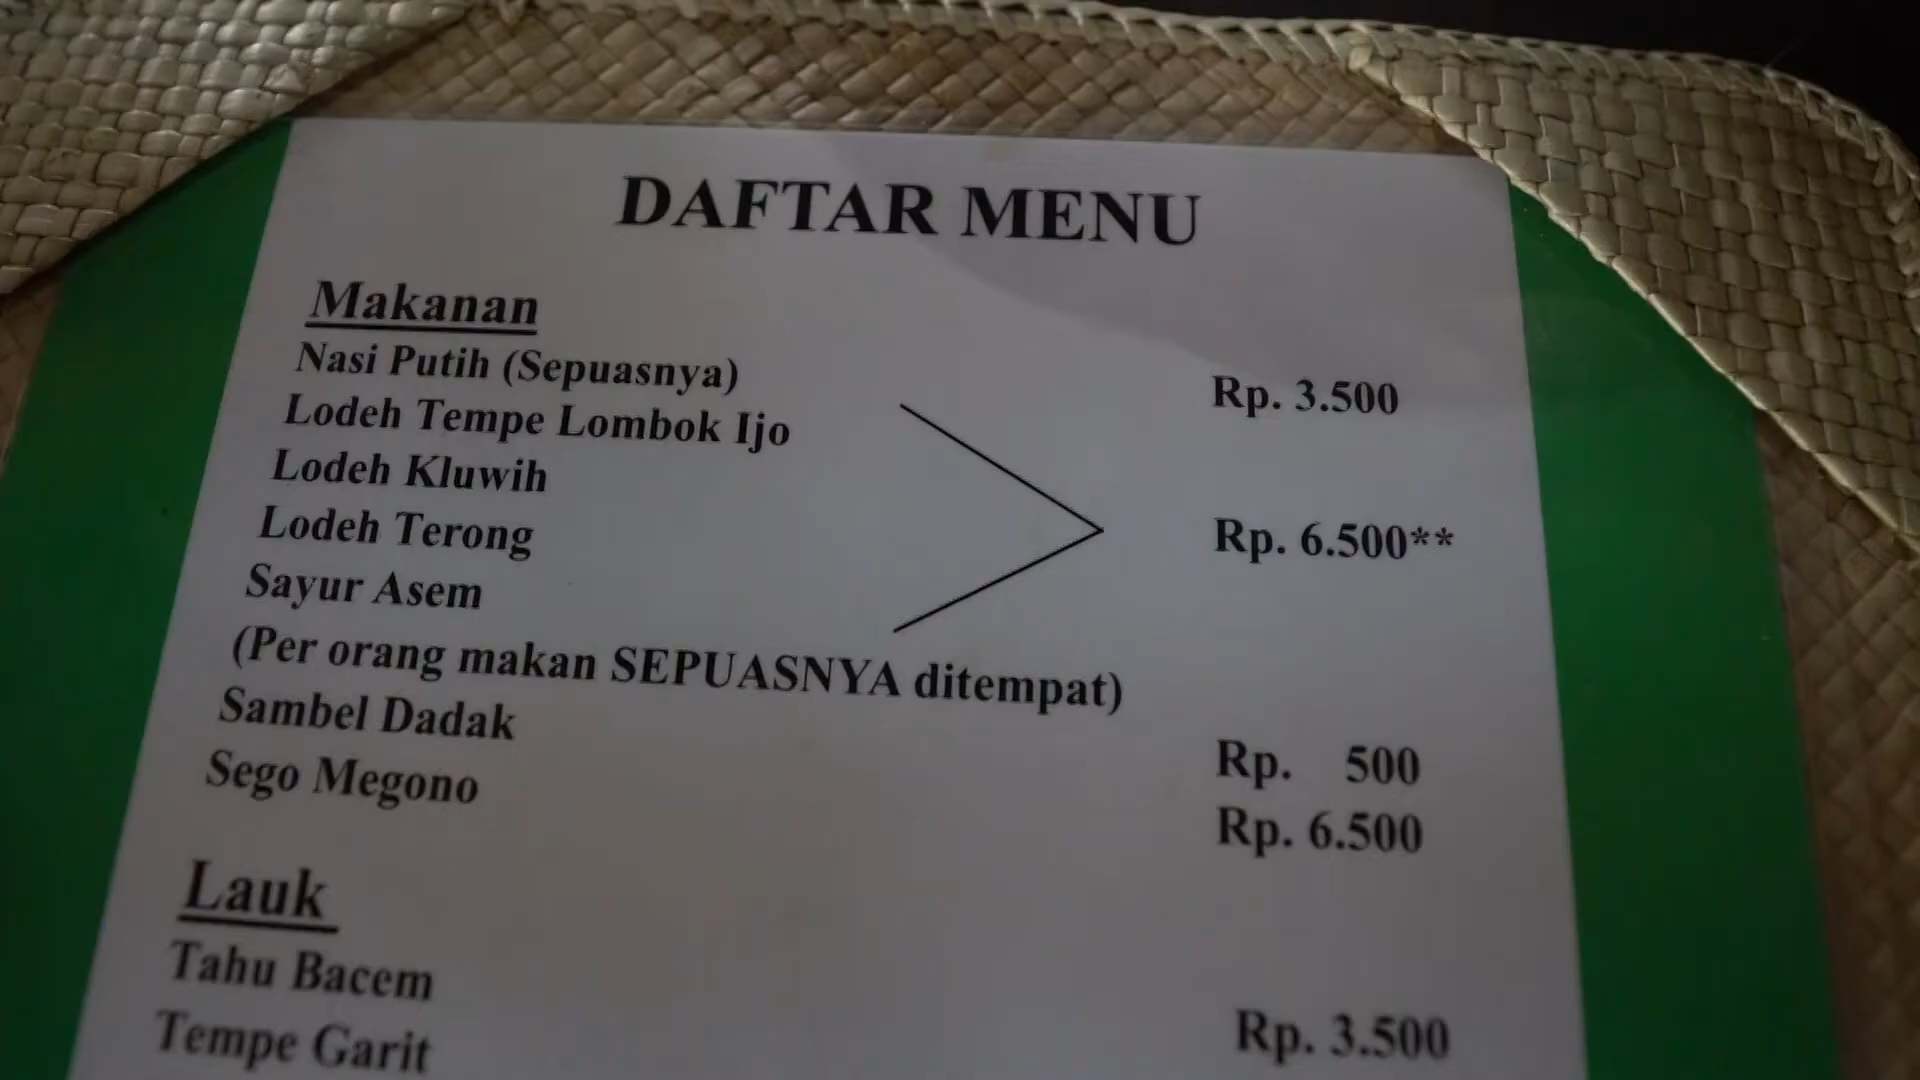 DAFTAR MENU
Makanan
Nasi Putih (Sepuasnya) Rp. 3.500
Lodeh Tempe Lombok Ijo
Lodeh Kluwih
Lodeh Terong Rp. 6.500**
Sayur Asem
(Per orang makan SEPUASNYA ditempat)
Sambel Dadak Rp. 500
Sego Megono Rp. 6.500
Lauk
Tahu Bacem Rp. 3.500
Tempe Garit